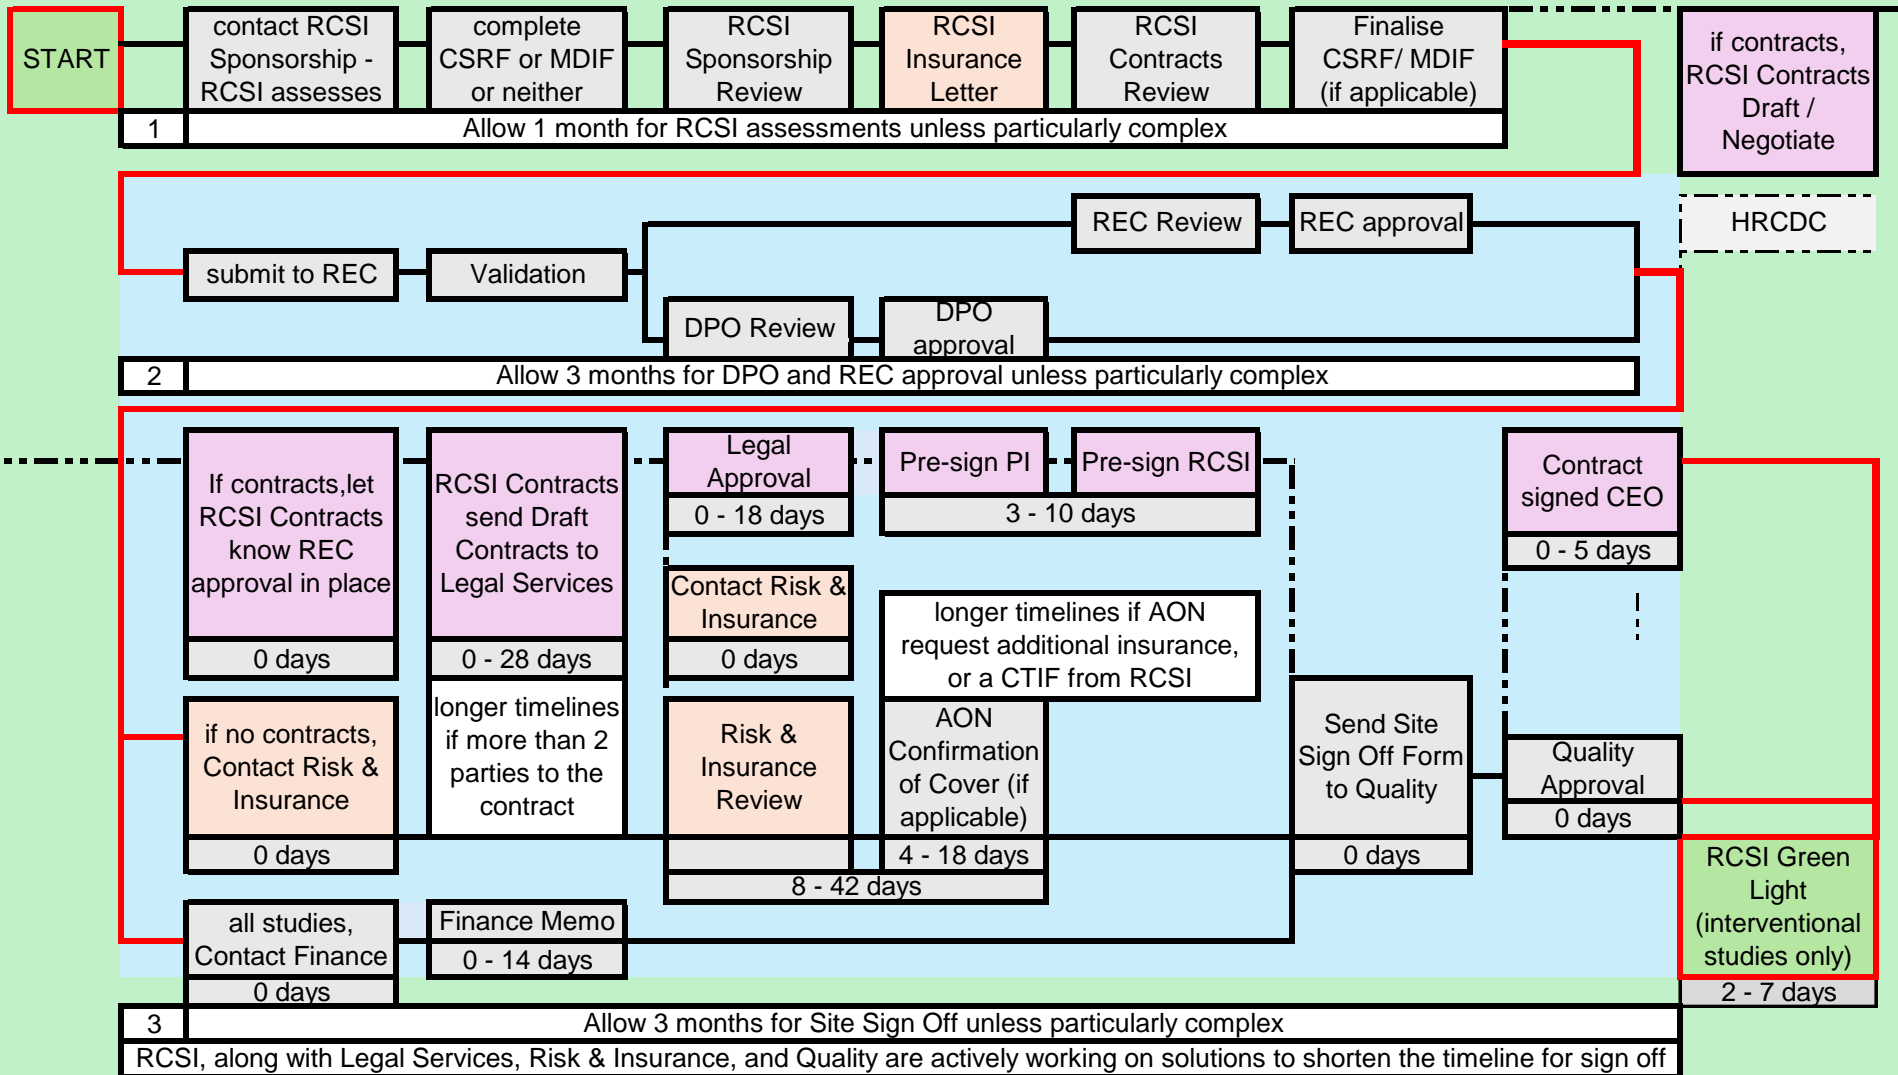 START
contact RCSI
Sponsorship -
RCSI assesses
complete
CSRF or MDIF
or neither
RCSI
Sponsorship
Review
RCSI
Insurance
Letter
RCSI
Contracts
Review
Finalise
CSRF/ MDIF
(if applicable)
if contracts,
RCSI Contracts
Draft /
Negotiate
1
Allow 1 month for RCSI assessments unless particularly complex
HRCDC
REC Review
REC approval
submit to REC
Validation
DPO Review
DPO
approval
2
Allow 3 months for DPO and REC approval unless particularly complex
If contracts,let
RCSI Contracts
know REC
approval in place
0 days
RCSI Contracts
send Draft
Contracts to
Legal Services
0 - 28 days
longer timelines
if more than 2
parties to the
contract
Legal
Approval
0 - 18 days
Pre-sign PI
Pre-sign RCSI
3 - 10 days
Contract
signed CEO
0 - 5 days
Contact Risk &
Insurance
0 days
longer timelines if AON
request additional insurance,
or a CTIF from RCSI
if no contracts,
Contact Risk &
Insurance
0 days
Risk &
Insurance
Review
AON
Confirmation
of Cover (if
applicable)
4 - 18 days
8 - 42 days
Send Site
Sign Off Form
to Quality
0 days
Quality
Approval
0 days
RCSI Green
Light
(interventional
studies only)
2 - 7 days
all studies,
Contact Finance
0 days
Finance Memo
0 - 14 days
3
Allow 3 months for Site Sign Off unless particularly complex
RCSI, along with Legal Services, Risk & Insurance, and Quality are actively working on solutions to shorten the timeline for sign off